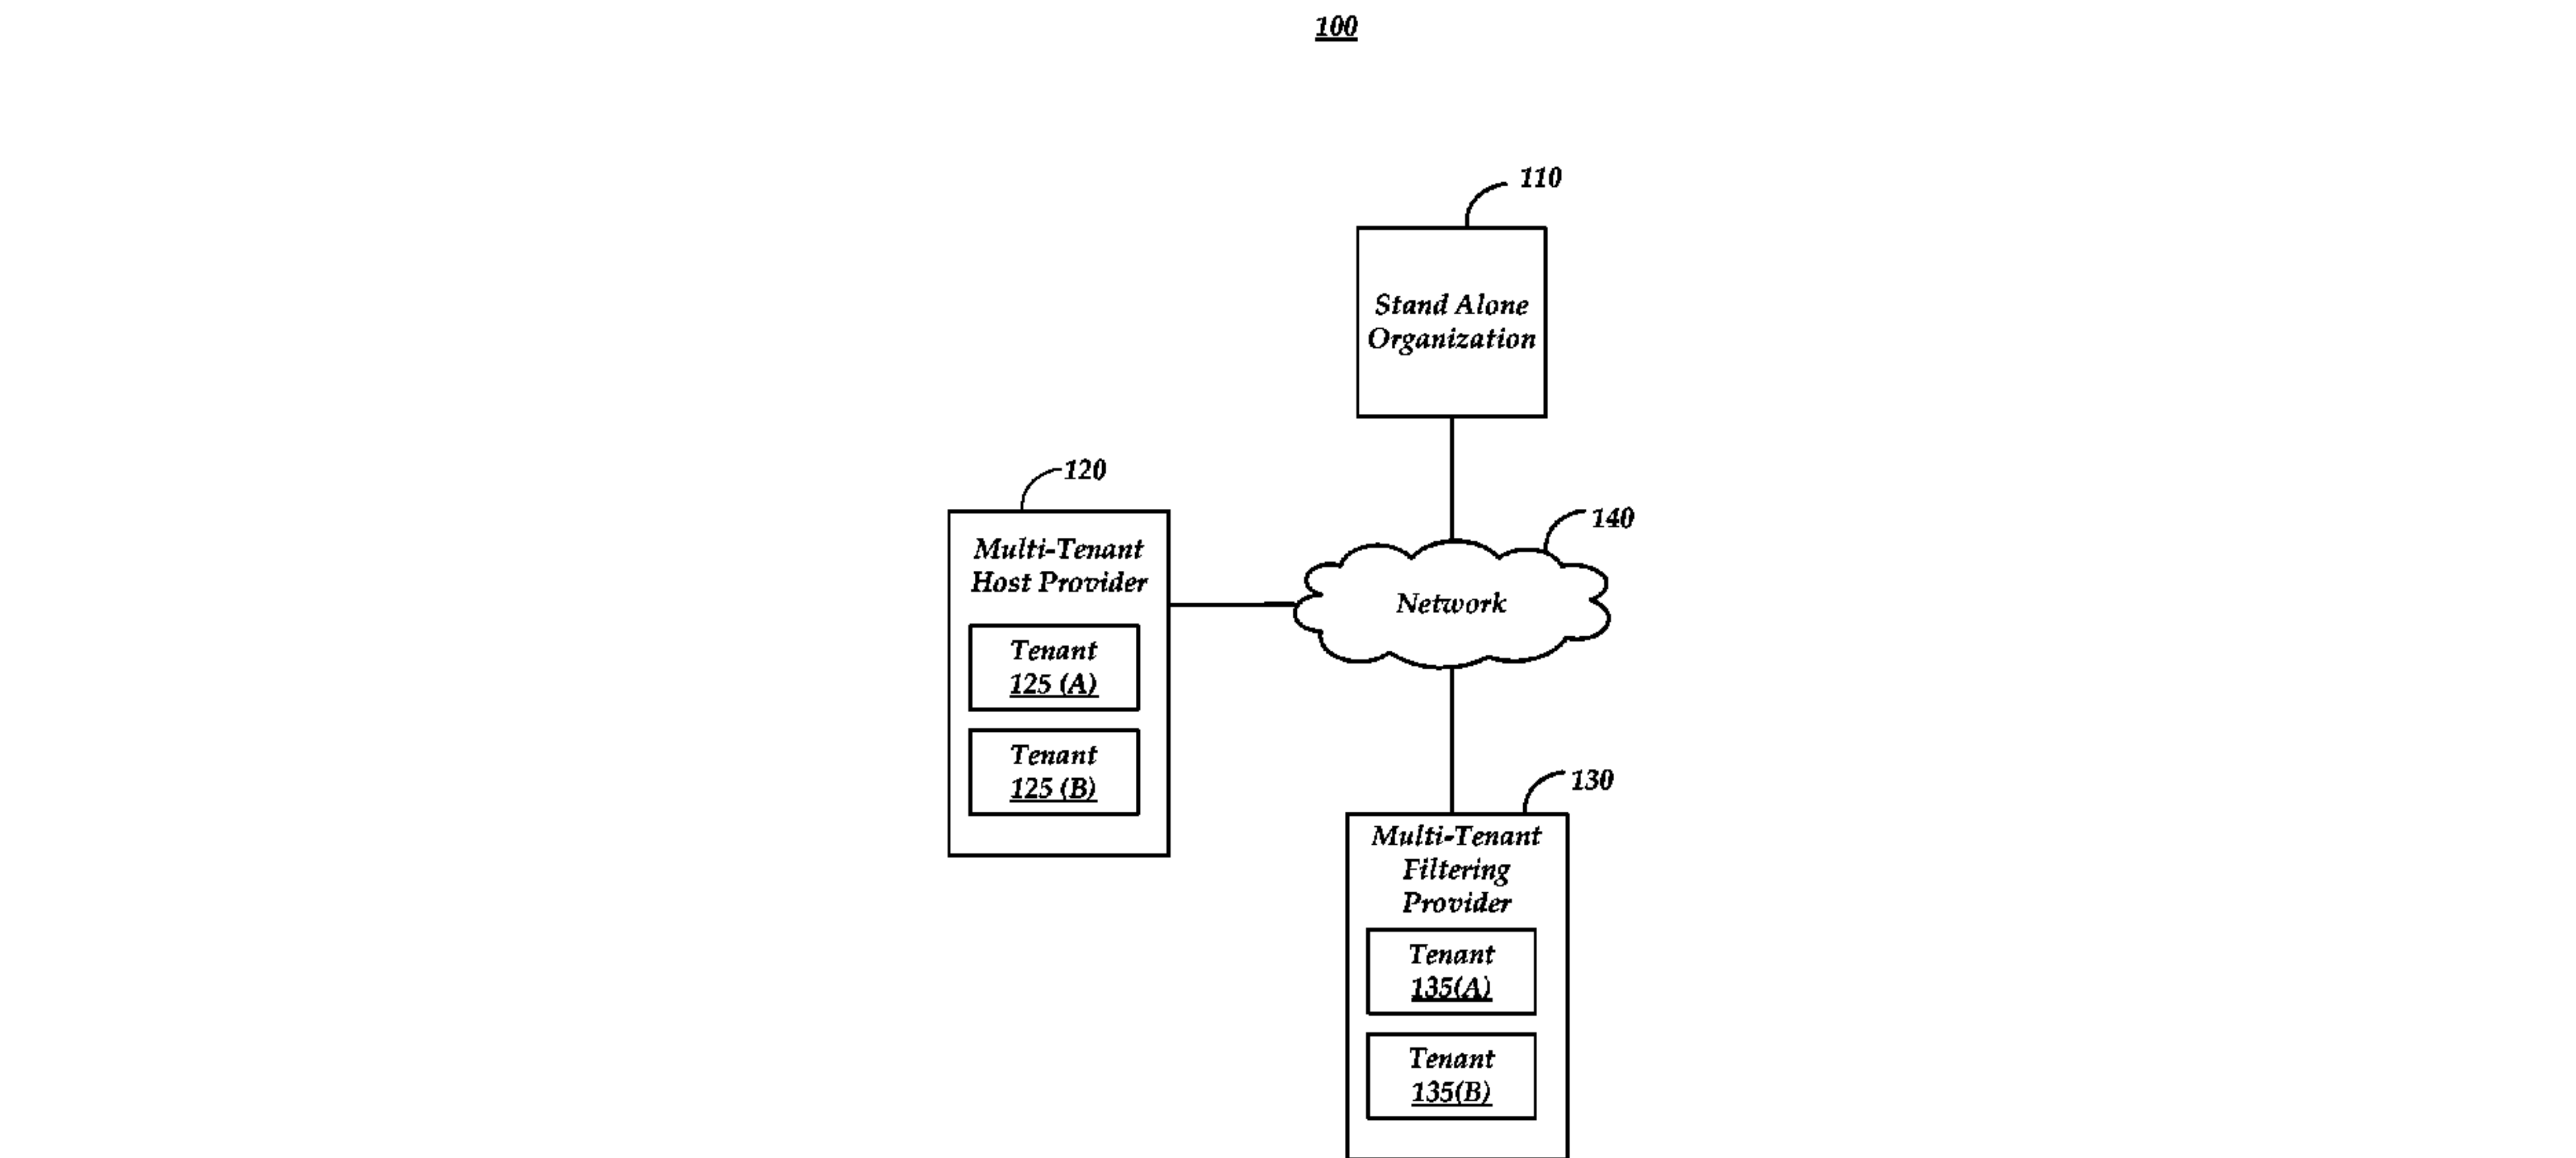 100
110
Stand Alone
Organization
120
140
Multi-Tenant
Host Provider
Network
Tenant
125 (A)
Tenant
125 (B)
130
Multi-Tenant
Filtering
Provider
Tenant
135(A)
Tenant
135(B)